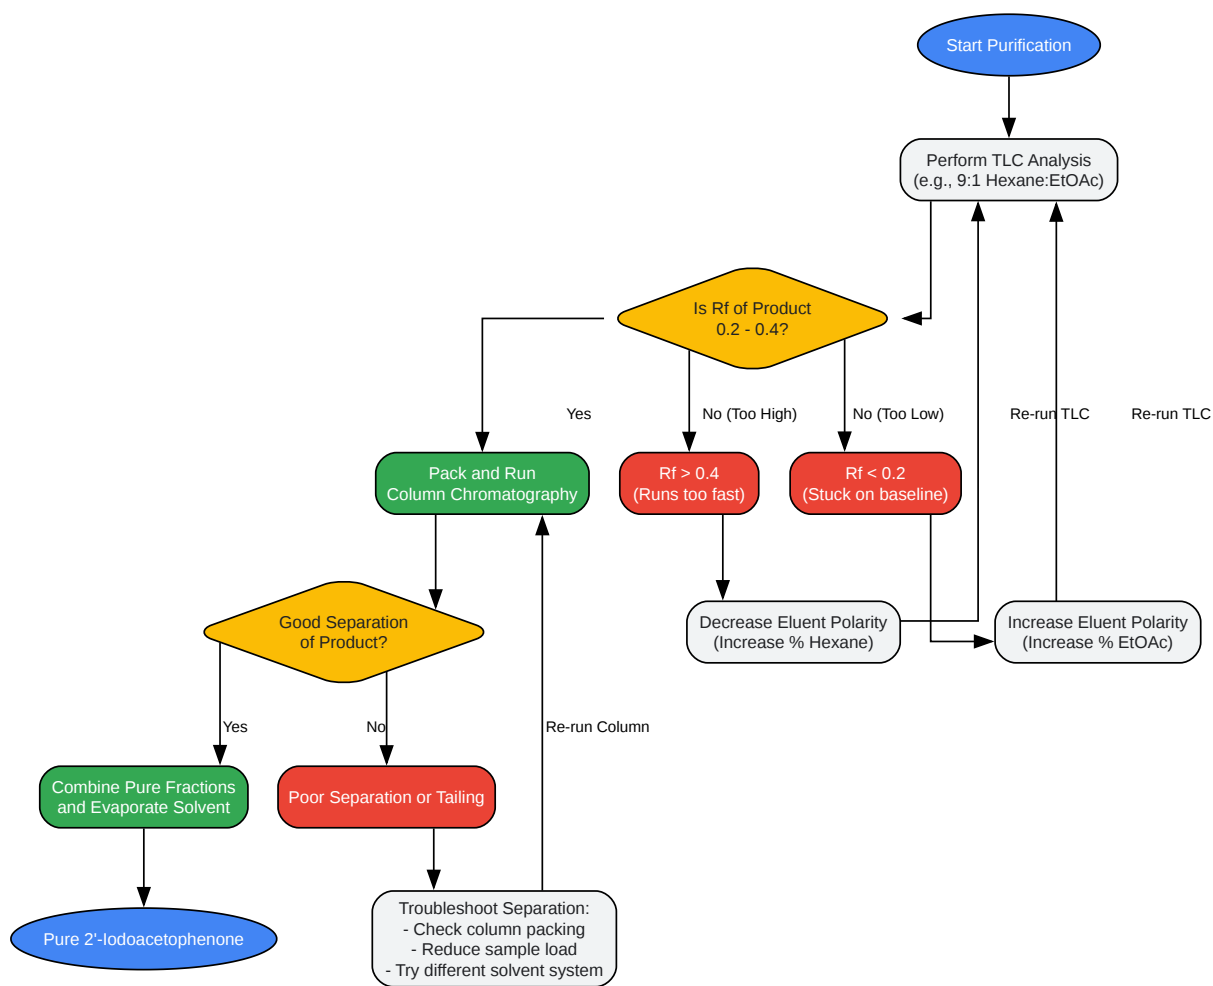 Start Purification
Perform TLC Analysis
(e.g., 9:1 Hexane:EtOAc)
Is Rf of Product
0.2 - 0.4?
Yes
No (Too High)
No (Too Low)
Re-run TLC
Re-run TLC
Pack and Run
Column Chromatography
Rf > 0.4
(Runs too fast)
Rf < 0.2
(Stuck on baseline)
Good Separation
of Product?
Decrease Eluent Polarity
(Increase % Hexane)
Increase Eluent Polarity
(Increase % EtOAc)
Yes
No
Re-run Column
Combine Pure Fractions
and Evaporate Solvent
Poor Separation or Tailing
Pure 2'-Iodoacetophenone
Troubleshoot Separation:
- Check column packing
- Reduce sample load
- Try different solvent system